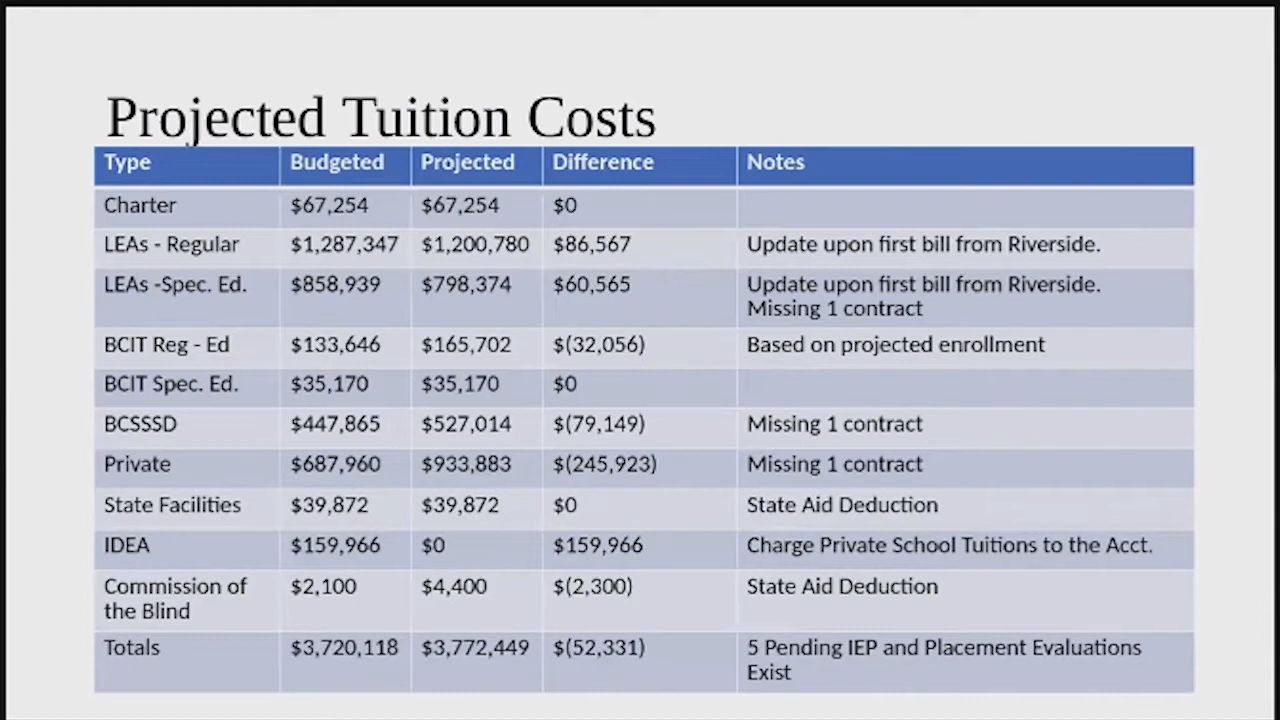 Projected Tuition Costs
Type Budgeted Projected Difference Notes
Charter $67,254 $67,254 $0
LEAs - Regular $1,287,347 $1,200,780 $86,567 Update upon first bill from Riverside.
LEAs -Spec. Ed. $858,939 $798,374 $60,565 Update upon first bill from Riverside.
Missing 1 contract
BCIT Reg - Ed $133,646 $165,702 $(32,056) Based on projected enrollment
BCIT Spec. Ed. $35,170 $35,170 $0
BCSSSD $447,865 $527,014 $(79,149) Missing 1 contract
Private $687,960 $933,883 $(245,923) Missing 1 contract
State Facilities $39,872 $39,872 $0 State Aid Deduction
IDEA $159,966 $0 $159,966 Charge Private School Tuitions to the Acct.
Commission of $2,100 $4,400 $(2,300) State Aid Deduction
the Blind
Totals $3,720,118 $3,772,449 $(52,331) 5 Pending IEP and Placement Evaluations
Exist